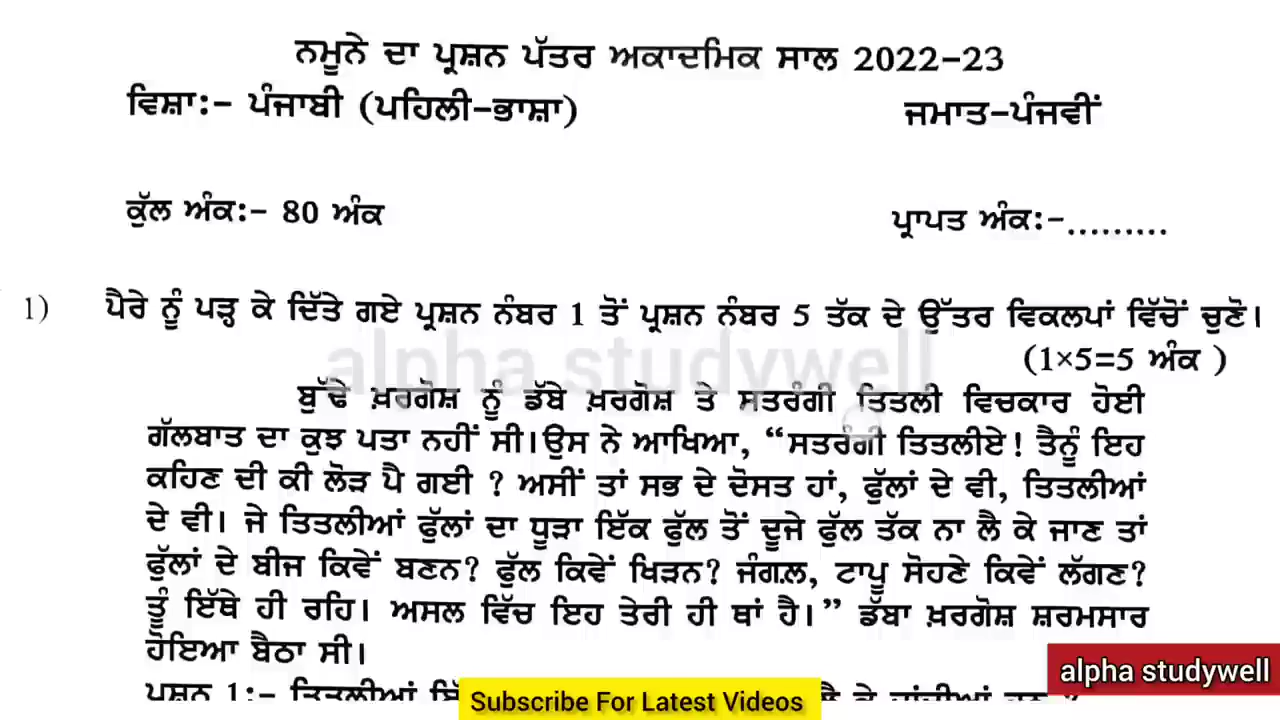 ਨਮੂਨੇ ਦਾ ਪ੍ਰਸ਼ਨ ਪੱਤਰ ਅਕਾਦਮਿਕ ਸਾਲ 2022-23
ਵਿਸ਼ਾ:- ਪੰਜਾਬੀ (ਪਹਿਲੀ-ਭਾਸ਼ਾ) ਜਮਾਤ-ਪੰਜਵੀਂ
ਕੁੱਲ ਅੰਕ:- 80 ਅੰਕ ਪ੍ਰਾਪਤ ਅੰਕ:-.........
1) ਪੈਰੇ ਨੂੰ ਪੜ੍ਹ ਕੇ ਦਿੱਤੇ ਗਏ ਪ੍ਰਸ਼ਨ ਨੰਬਰ 1 ਤੋਂ ਪ੍ਰਸ਼ਨ ਨੰਬਰ 5 ਤੱਕ ਦੇ ਉੱਤਰ ਵਿਕਲਪਾਂ ਵਿੱਚੋਂ ਚੁਣੋ।
(1×5=5 ਅੰਕ )
alpha studywell
ਬੁੱਢੇ ਖ਼ਰਗੋਸ਼ ਨੂੰ ਡੱਬੇ ਖ਼ਰਗੋਸ਼ ਤੇ ਸਤਰੰਗੀ ਤਿਤਲੀ ਵਿਚਕਾਰ ਹੋਈ
ਗੱਲਬਾਤ ਦਾ ਕੁਝ ਪਤਾ ਨਹੀਂ ਸੀ।ਉਸ ਨੇ ਆਖਿਆ, “ਸਤਰੰਗੀ ਤਿਤਲੀਏ! ਤੈਨੂੰ ਇਹ
ਕਹਿਣ ਦੀ ਕੀ ਲੋੜ ਪੈ ਗਈ ? ਅਸੀਂ ਤਾਂ ਸਭ ਦੇ ਦੋਸਤ ਹਾਂ, ਫੁੱਲਾਂ ਦੇ ਵੀ, ਤਿਤਲੀਆਂ
ਦੇ ਵੀ। ਜੇ ਤਿਤਲੀਆਂ ਫੁੱਲਾਂ ਦਾ ਧੂੜਾ ਇੱਕ ਫੁੱਲ ਤੋਂ ਦੂਜੇ ਫੁੱਲ ਤੱਕ ਨਾ ਲੈ ਕੇ ਜਾਣ ਤਾਂ
ਫੁੱਲਾਂ ਦੇ ਬੀਜ ਕਿਵੇਂ ਬਣਨ? ਫੁੱਲ ਕਿਵੇਂ ਖਿੜਨ? ਜੰਗਲ, ਟਾਪੂ ਸੋਹਣੇ ਕਿਵੇਂ ਲੱਗਣ?
ਤੂੰ ਇੱਥੇ ਹੀ ਰਹਿ। ਅਸਲ ਵਿੱਚ ਇਹ ਤੇਰੀ ਹੀ ਥਾਂ ਹੈ।” ਡੱਬਾ ਖ਼ਰਗੋਸ਼ ਸ਼ਰਮਸਾਰ
ਹੋਇਆ ਬੈਠਾ ਸੀ।
ਪ੍ਰਸ਼ਨ 1:- ਤਿਤਲੀਆਂ
alpha studywell
Subscribe For Latest Videos